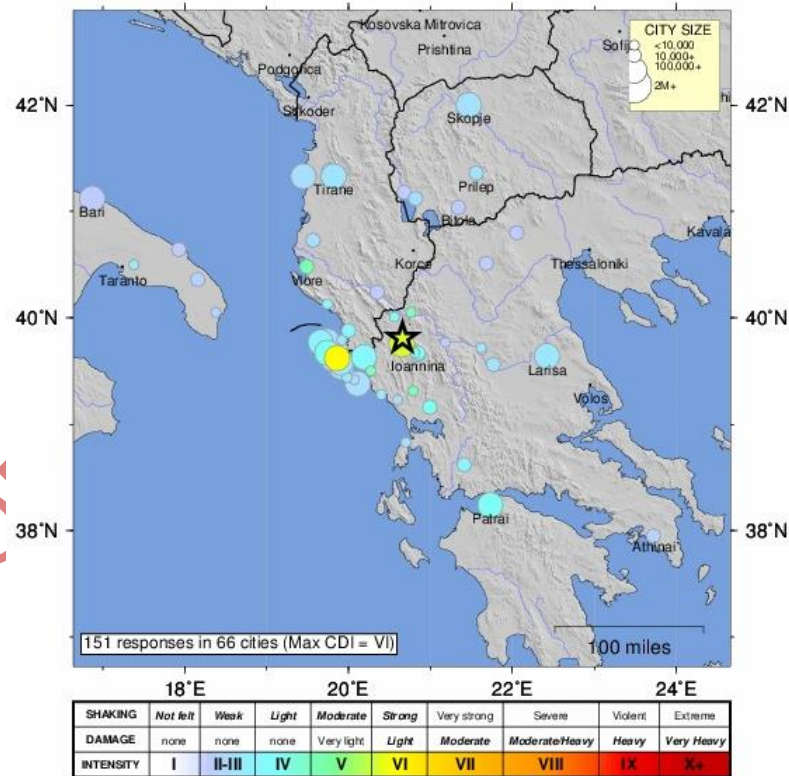 Kosovska Mitrovica
Prishtina
Podgorica
Shkoder
Skopje
Tirane
Prilep
Bitola
Bari
Taranto
Vlore
Korce
Thessaloniki
Kavala
Ioannina
Larisa
Volos
Patrai
Athinai
CITY SIZE
<10,000
10,000+
100,000+
2M+
42°N
42°N
40°N
40°N
38°N
38°N
151 responses in 66 cities (Max CDI = VI)
100 miles
18°E
20°E
22°E
24°E
SHAKING Not felt Weak Light Moderate Strong Very strong Severe Violent Extreme
DAMAGE none none none Very light Light Moderate Moderate/Heavy Heavy Very Heavy
INTENSITY I II-III IV V VI VII VIII IX X+